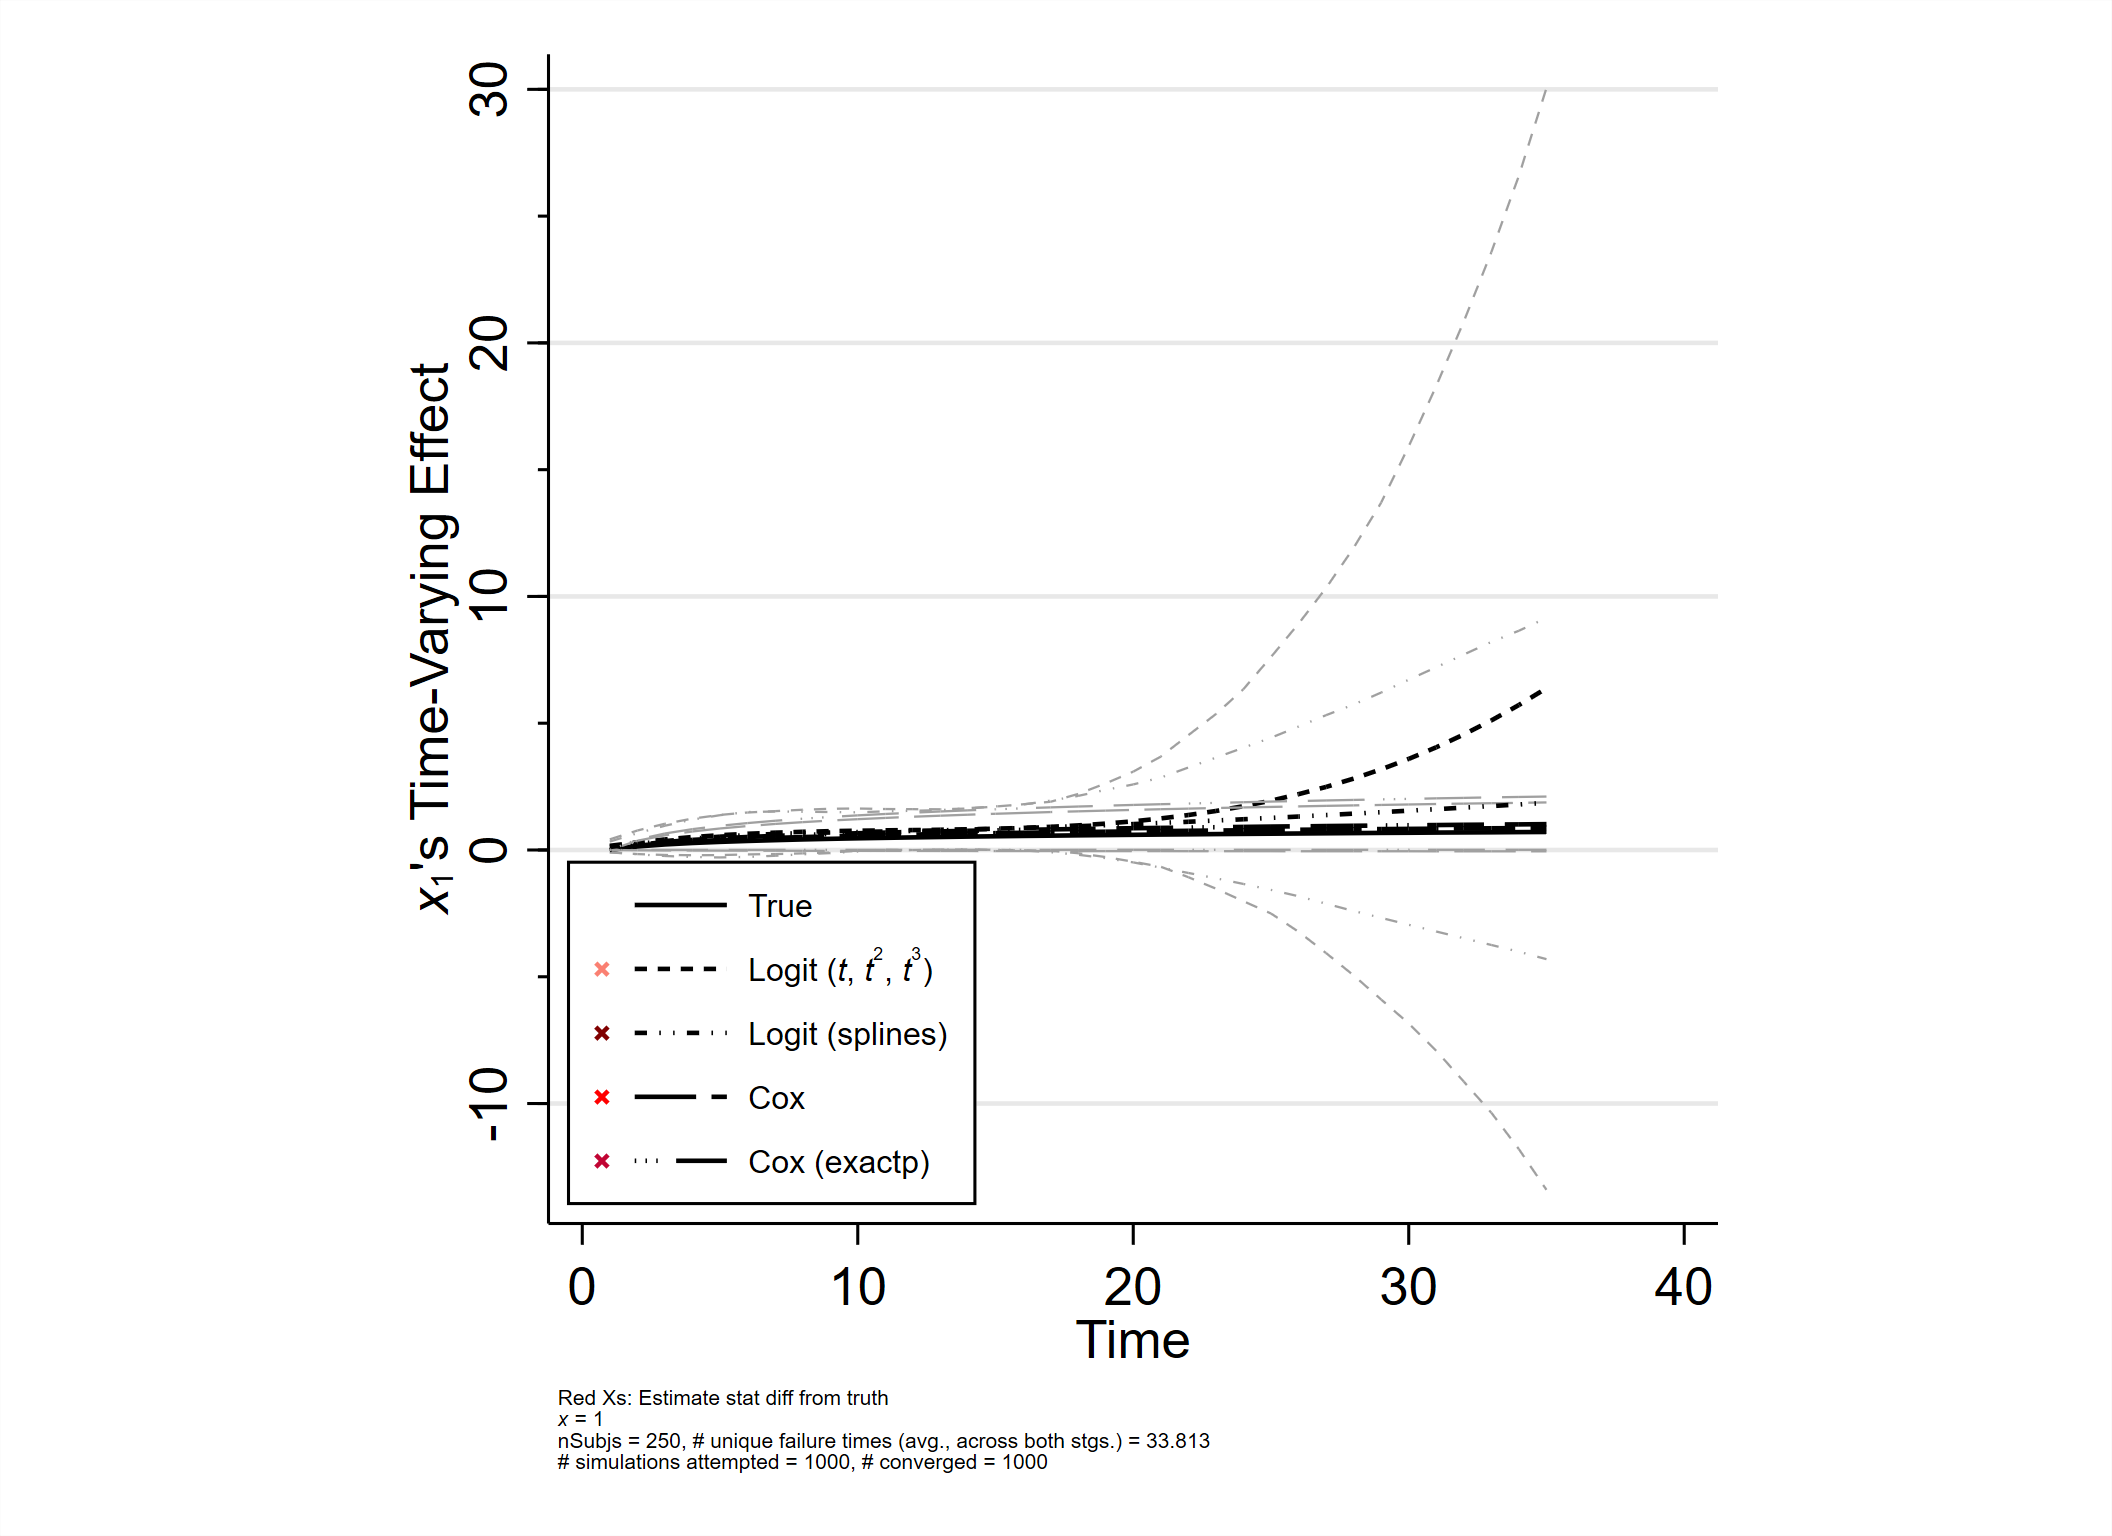 30
20
10
0
-10
x₁'s Time-Varying Effect
True
Logit (t, t², t³)
Logit (splines)
Cox
Cox (exactp)
0 10 20 30 40
Time
Red Xs: Estimate stat diff from truth
x = 1
nSubjs = 250, # unique failure times (avg., across both stgs.) = 33.813
# simulations attempted = 1000, # converged = 1000